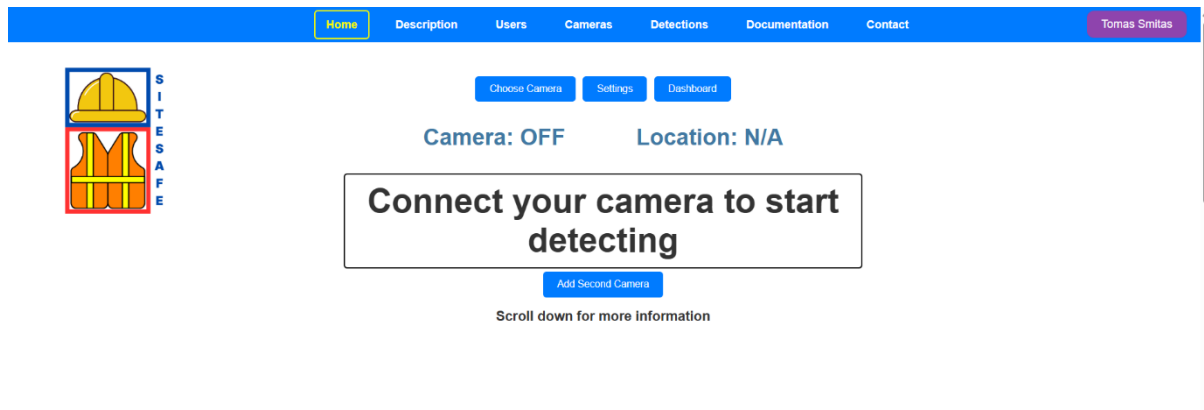 Home Description Users Cameras Detections Documentation Contact Tomas Smitas
SITESAFE
Choose Camera Settings Dashboard
Camera: OFF Location: N/A
Connect your camera to start
detecting
Add Second Camera
Scroll down for more information